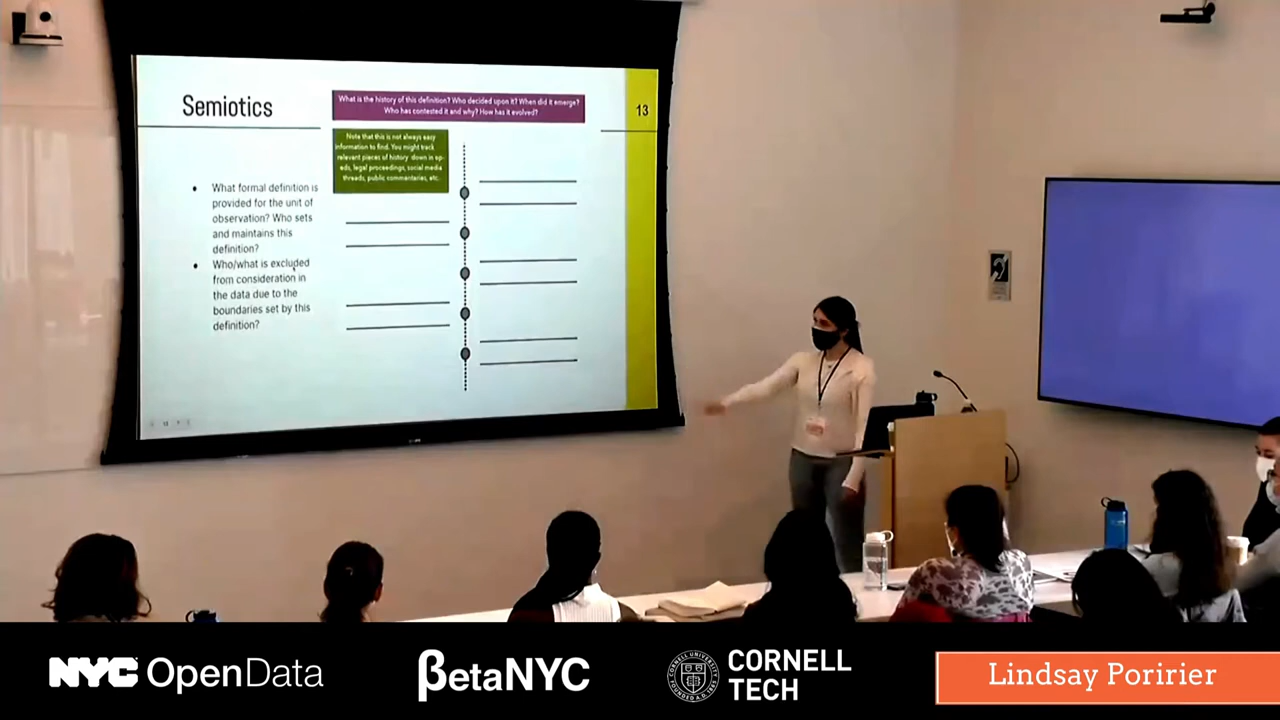 Semiotics
What is the history of this definition? Who decided upon it? When did it emerge?
Who has contested it and why? How has it evolved?
13
Note that this is not always easy
information to find. You might track
relevant pieces of history down in op-
eds, legal proceedings, social media
threads, public commentaries, etc.
• What formal definition is
provided for the unit of
observation? Who sets
and maintains this
definition?
• Who/what is excluded
from consideration in
the data due to the
boundaries set by this
definition?
NYC OpenData
βetaNYC
CORNELL
TECH
Lindsay Poririer